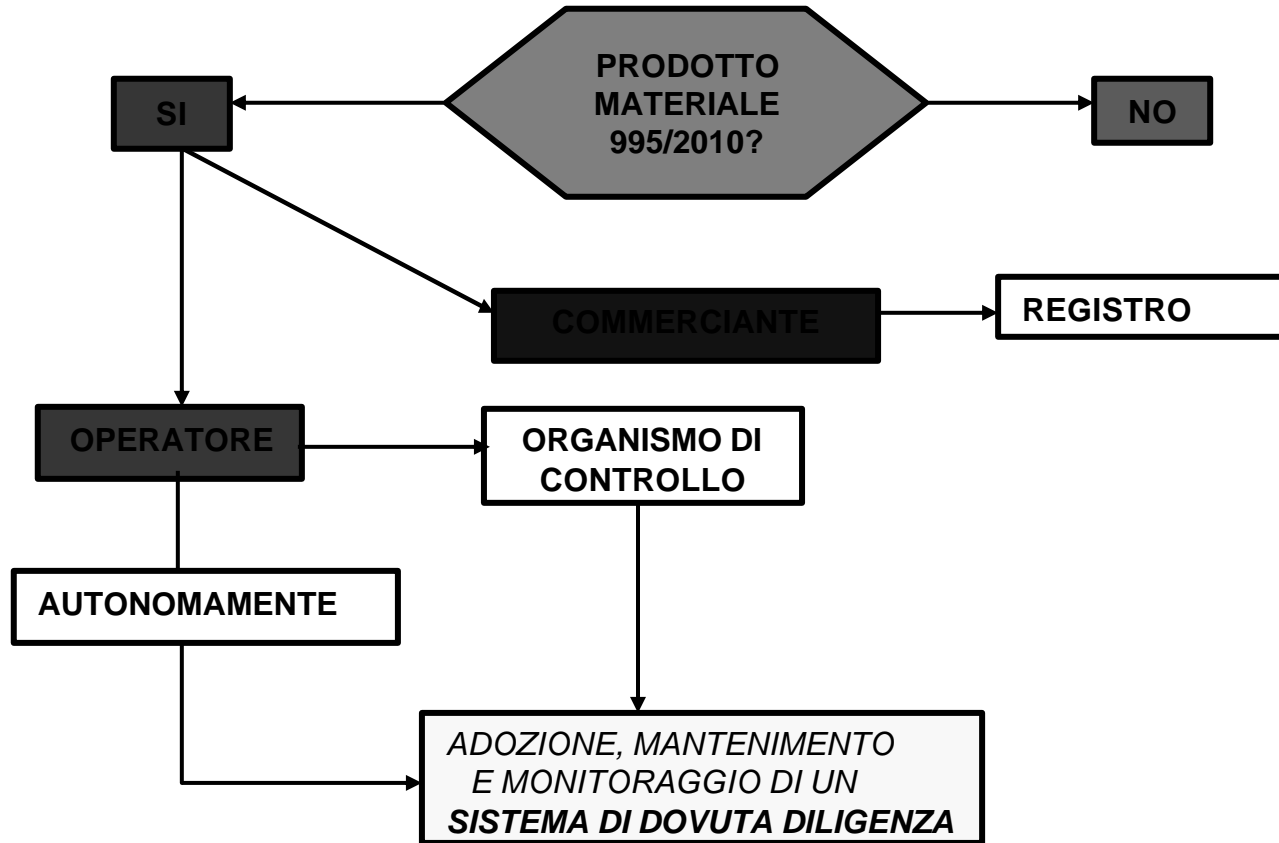 PRODOTTO
MATERIALE
995/2010?
SI
NO
COMMERCIANTE
REGISTRO
OPERATORE
ORGANISMO DI
CONTROLLO
AUTONOMAMENTE
ADOZIONE, MANTENIMENTO
E MONITORAGGIO DI UN
SISTEMA DI DOVUTA DILIGENZA